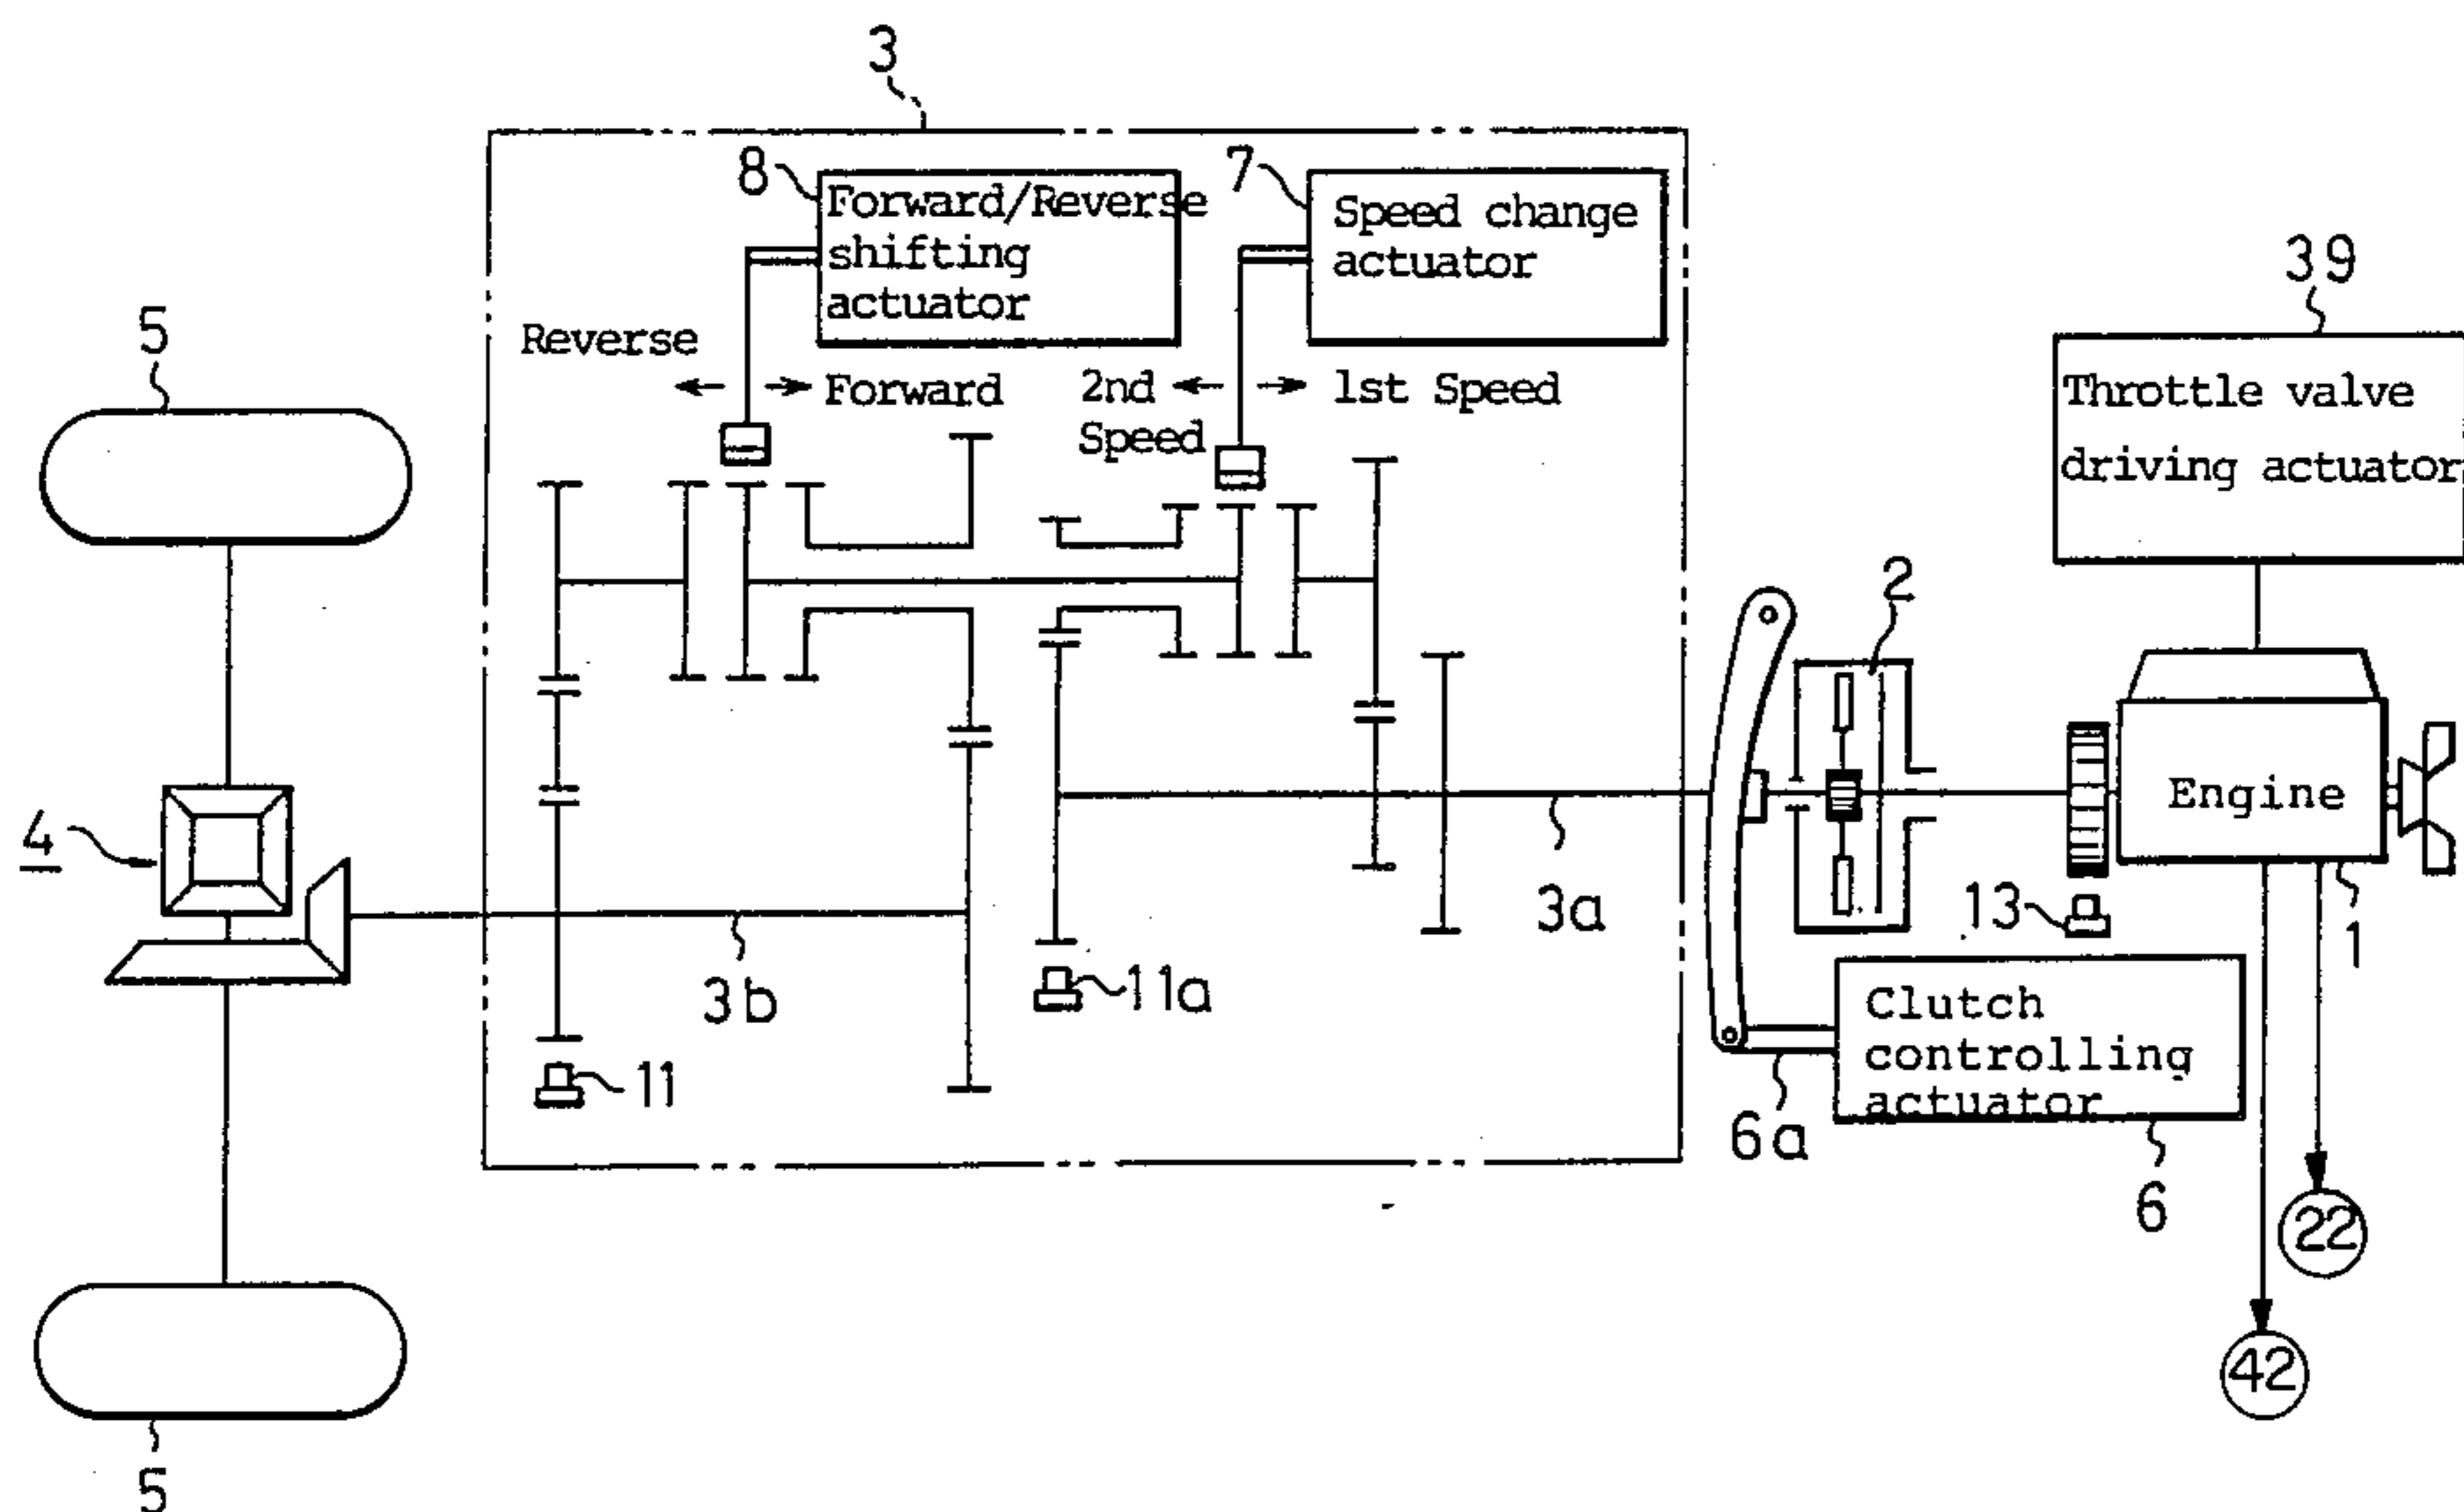 3
8
Forward/Reverse
shifting
actuator
7
Speed change
actuator
39
Throttle valve
driving actuator
Reverse
Forward
2nd
Speed
1st Speed
5
2
4
Engine
3a
13
1
3b
11a
11
Clutch
controlling
actuator
6a
6
22
42
5